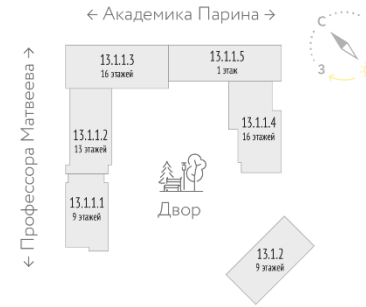 ← Академика Парина →
С
З
← Профессора Матвеева →
13.1.1.3
16 этажей
13.1.1.5
1 этаж
13.1.1.2
13 этажей
13.1.1.4
16 этажей
13.1.1.1
9 этажей
Двор
13.1.2
9 этажей